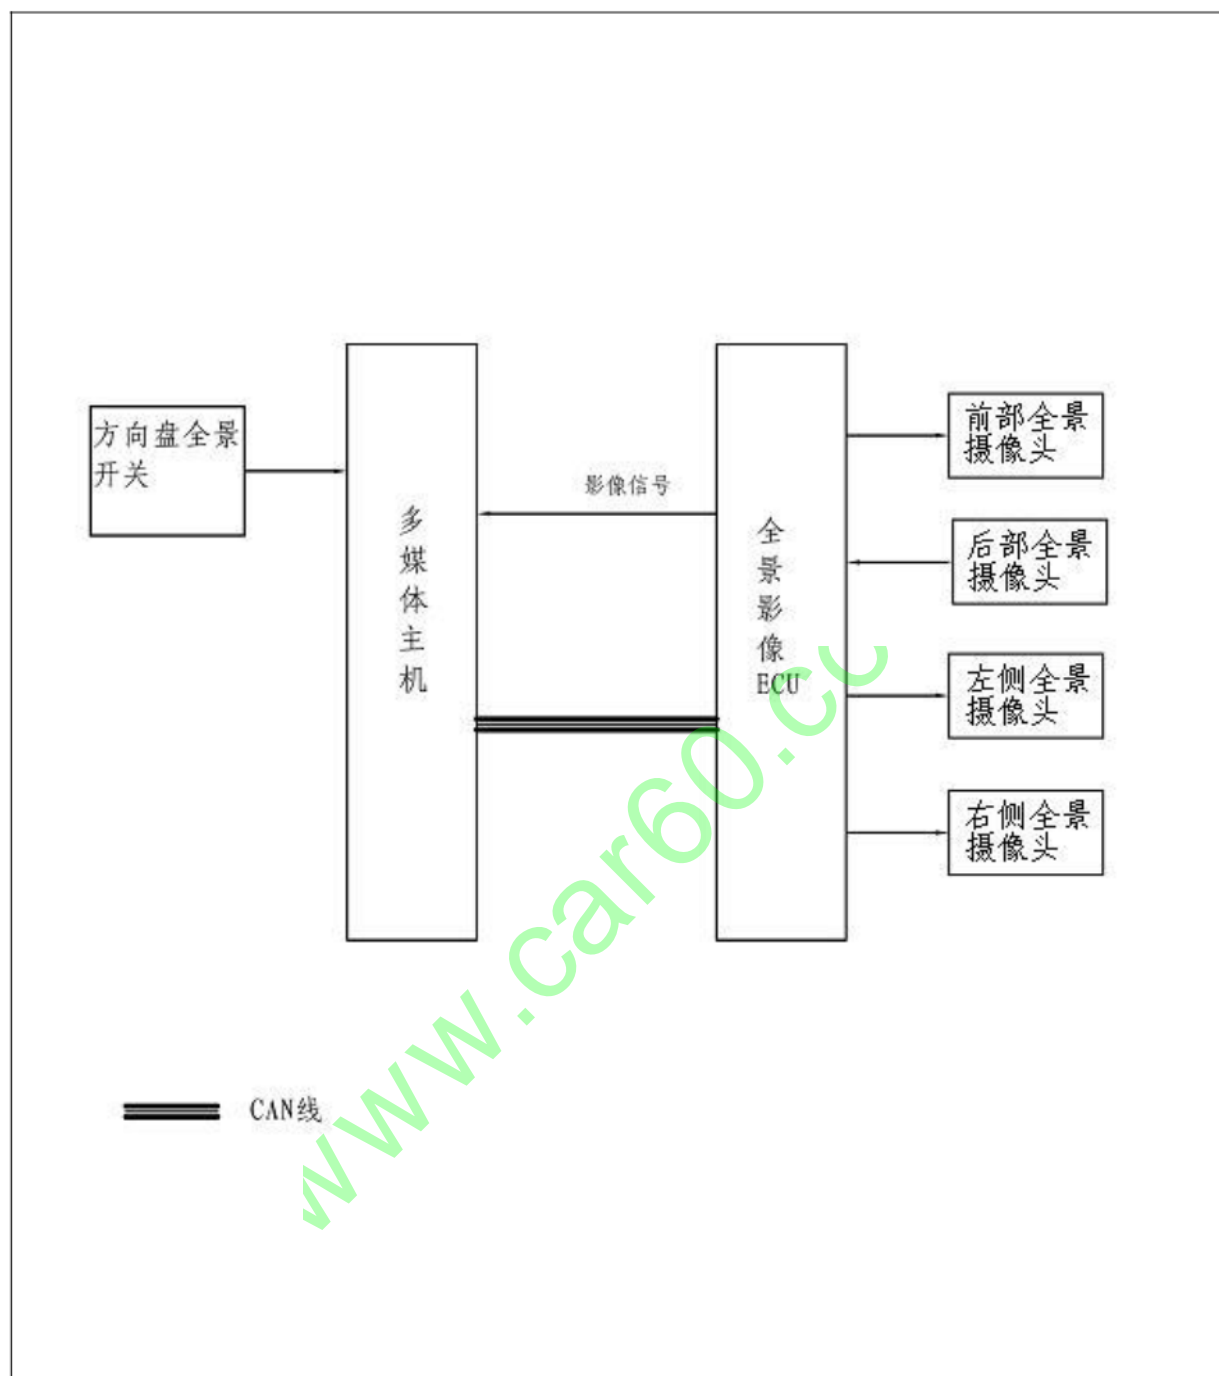 方向盘全景
开关
多媒体主机
影像信号
全景影像
ECU
前部全景
摄像头
后部全景
摄像头
左侧全景
摄像头
右侧全景
摄像头
CAN线
www.car60.cc